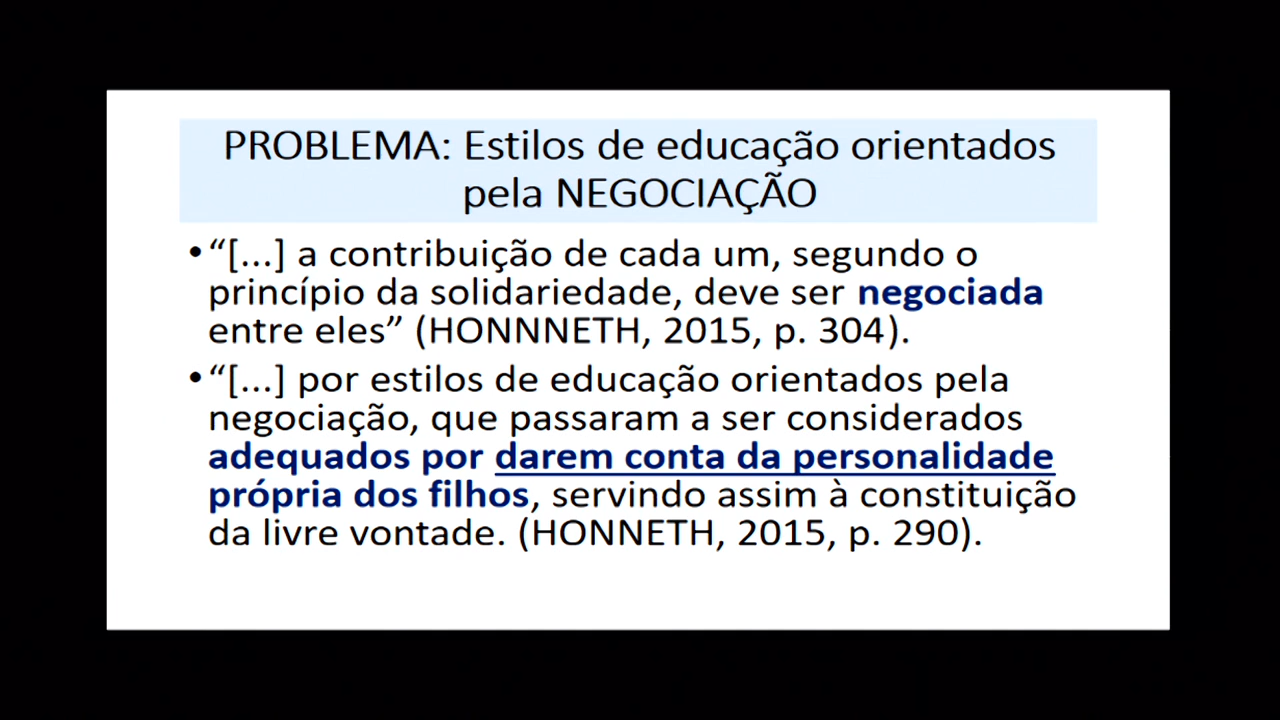 PROBLEMA: Estilos de educação orientados
pela NEGOCIAÇÃO
•“[...] a contribuição de cada um, segundo o
princípio da solidariedade, deve ser negociada
entre eles” (HONNNETH, 2015, p. 304).
•“[...] por estilos de educação orientados pela
negociação, que passaram a ser considerados
adequados por darem conta da personalidade
própria dos filhos, servindo assim à constituição
da livre vontade. (HONNETH, 2015, p. 290).